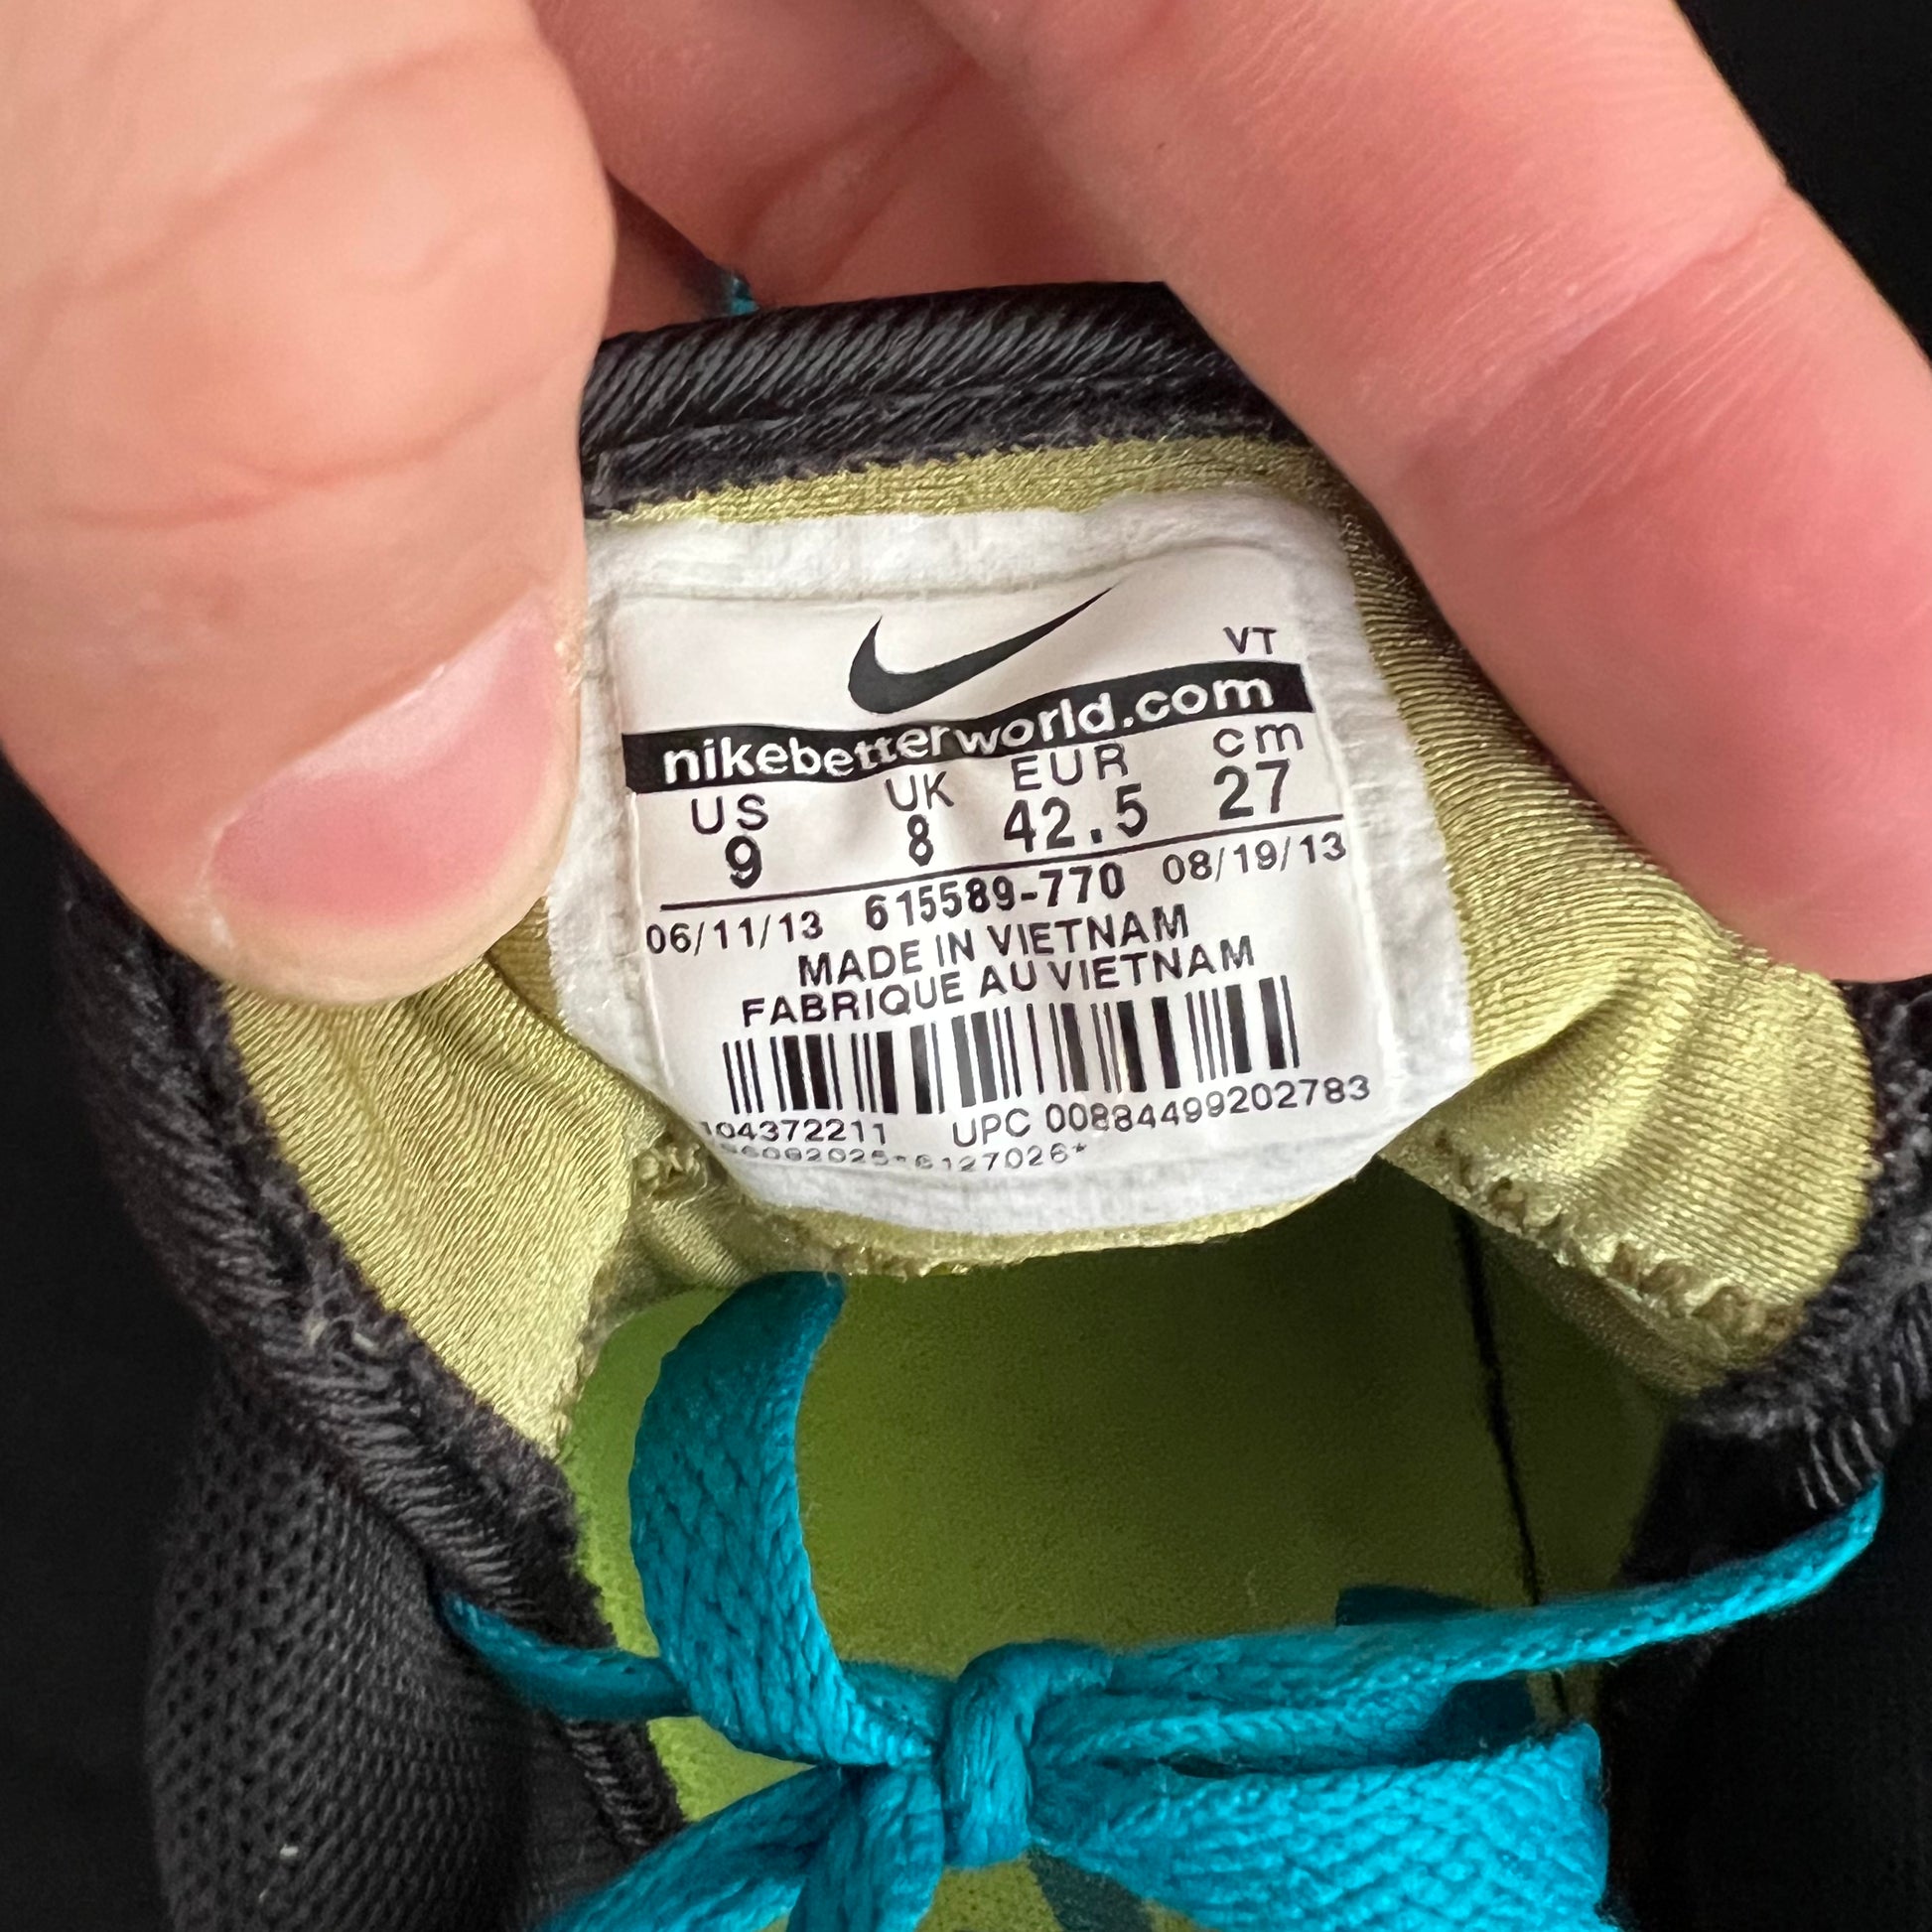 VT
nikebetterworld.com
US UK EUR cm
9 8 42.5 27
06/11/13 615589-770 08/19/13
MADE IN VIETNAM
FABRIQUE AU VIETNAM
04372211 UPC 00884499202783